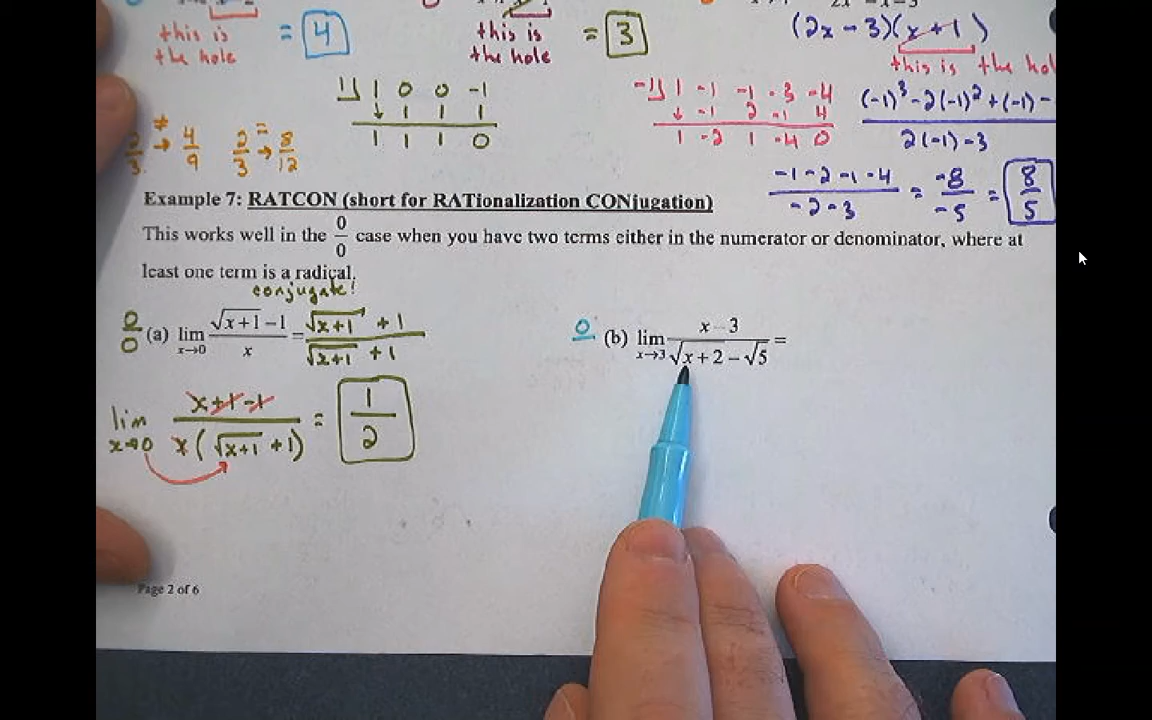 this is = 4 this is = 3 (2x - 3)(x + 1)
the hole the hole this is the
1 1 0 0 -1 -1 1 -1 -1 -3 -4 (-1)³ - 2(-1)² + (-1) -
↓ 1 1 1 ↓ -1 2 -1 4 2(-1) - 3
1 1 1 0 1 -2 1 -4 0
≠ =
2/3 → 4/9 2/3 → 8/12 -1-2-1-4 / -2-3 = -8/-5 = 8/5
Example 7: RATCON (short for RATionalization CONjugation)
This works well in the 0/0 case when you have two terms either in the numerator or denominator, where at
least one term is a radical.
conjugate!
0/0 (a) lim x→0 √x+1 -1 / x = √x+1 + 1 / √x+1 + 1 0 (b) lim x→3 x-3 / √x+2 - √5 =
lim x→0 x+1-1 / x(√x+1 + 1) = 1/2
Page 2 of 6